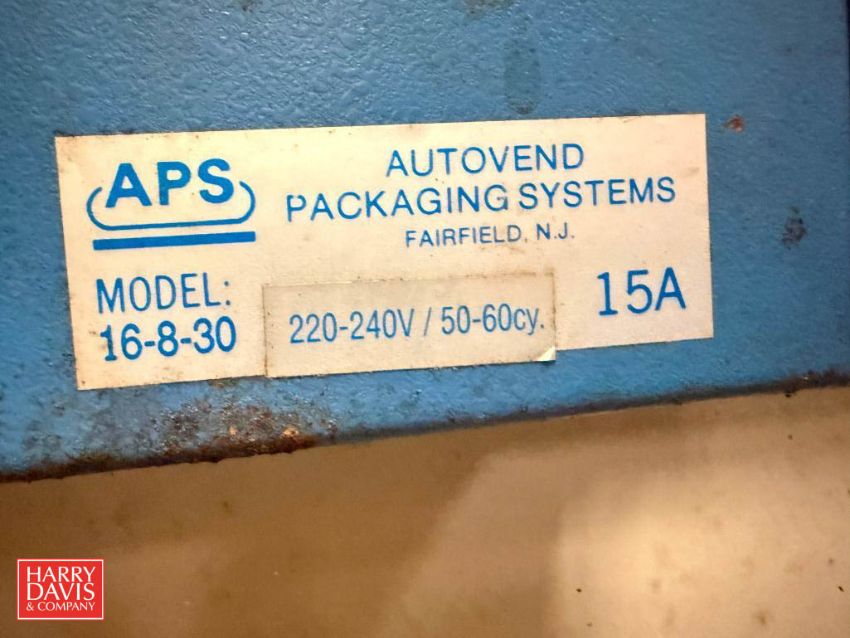 APS
AUTOVEND
PACKAGING SYSTEMS
FAIRFIELD, N.J.
MODEL:
16-8-30
220-240V / 50-60cy.
15A
HARRY
DAVIS
& COMPANY